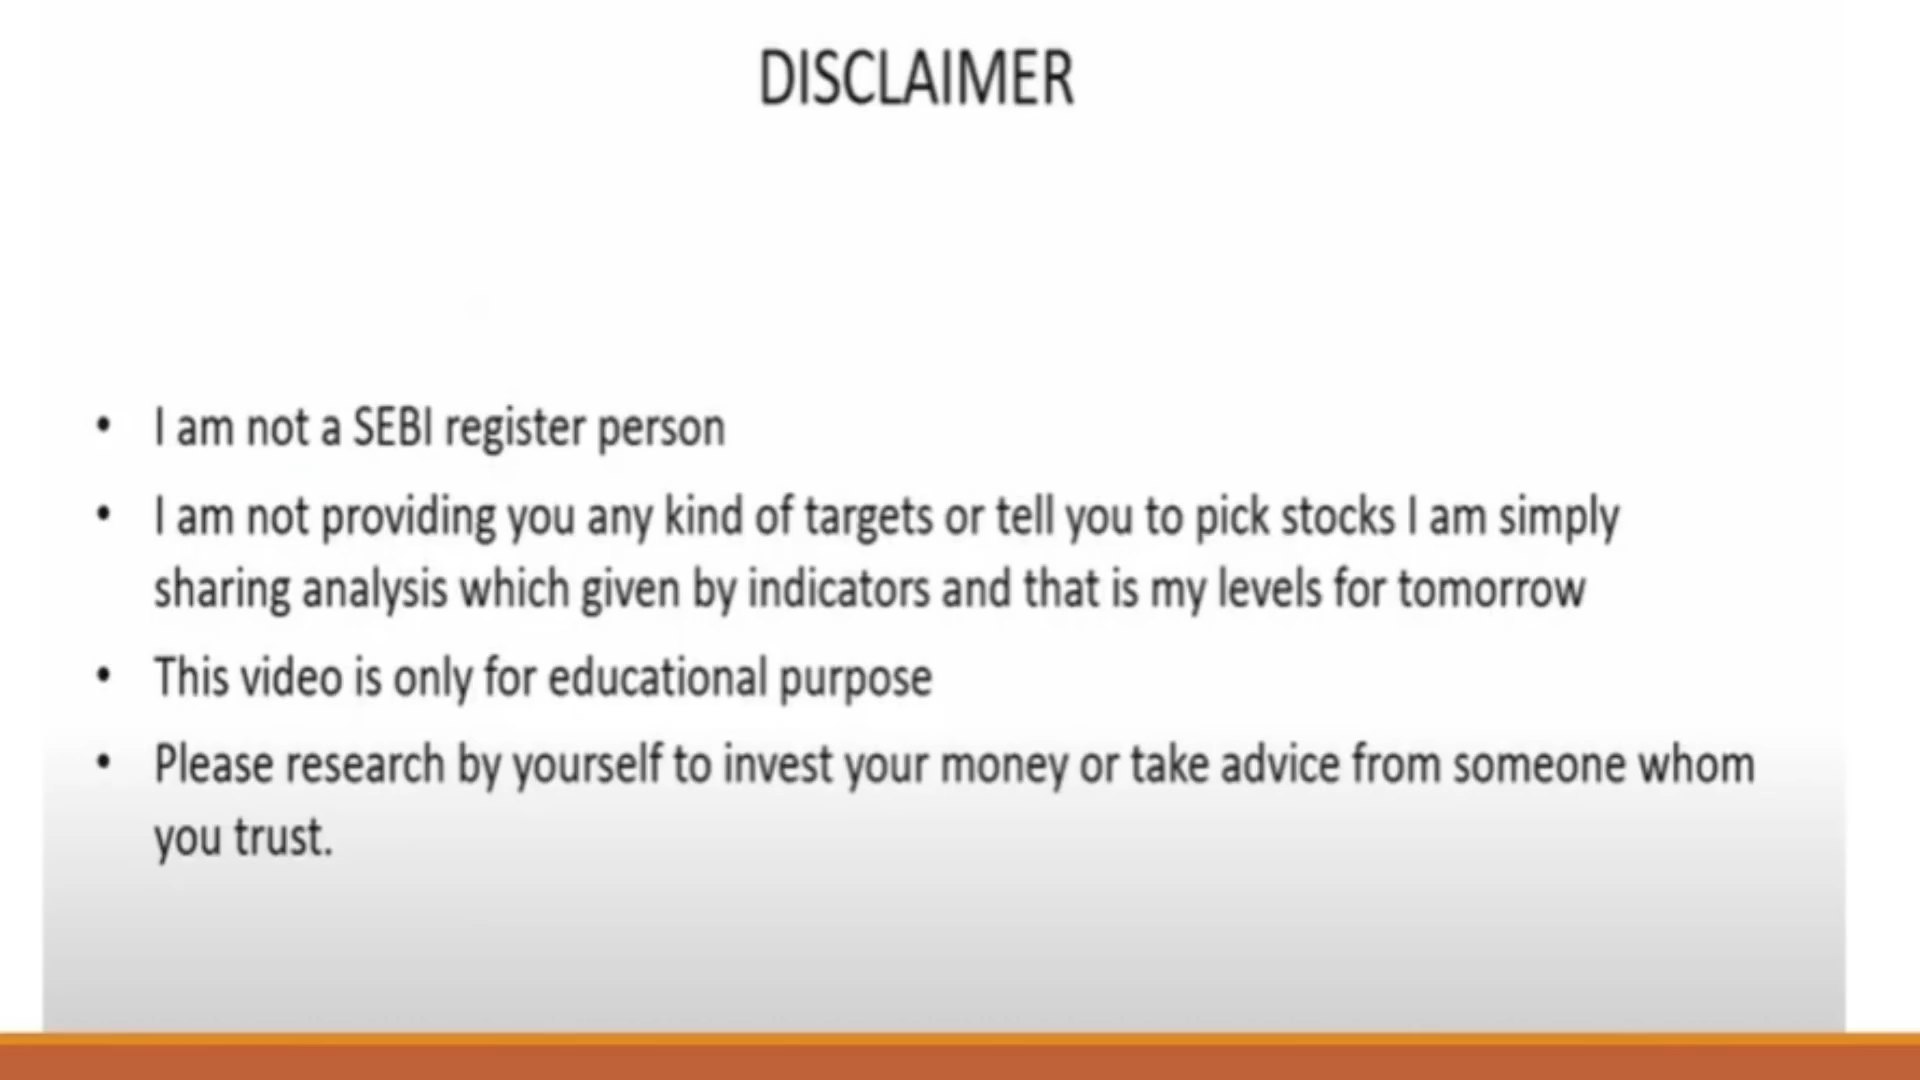 DISCLAIMER
• I am not a SEBI register person
• I am not providing you any kind of targets or tell you to pick stocks I am simply
sharing analysis which given by indicators and that is my levels for tomorrow
• This video is only for educational purpose
• Please research by yourself to invest your money or take advice from someone whom
you trust.